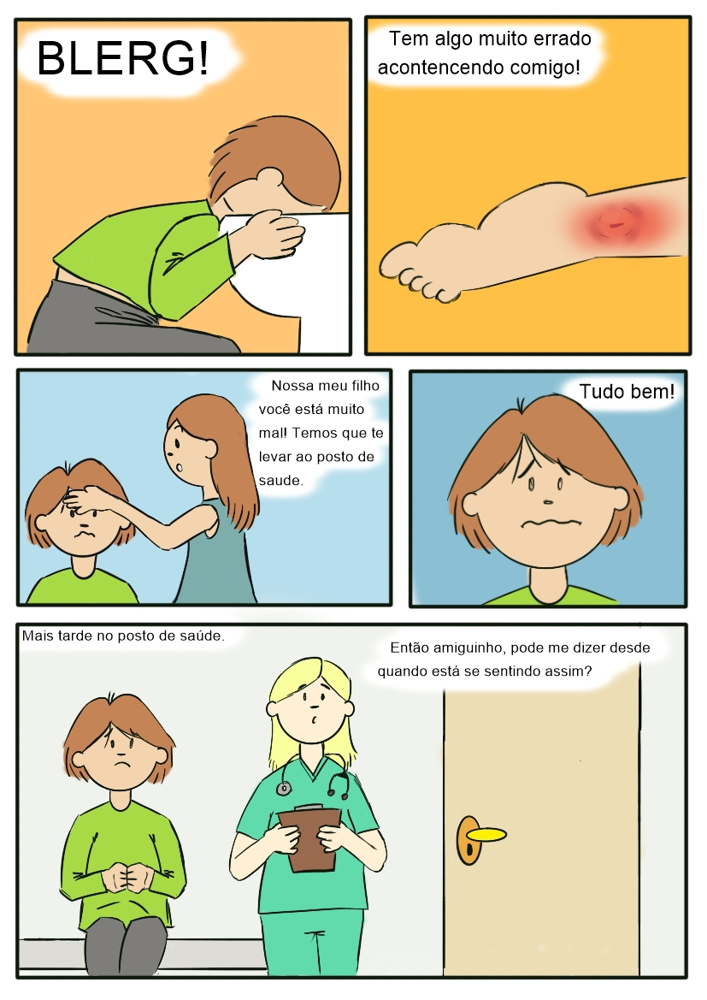 BLERG!
Tem algo muito errado
acontencendo comigo!
Nossa meu filho
você está muito
mal! Temos que te
levar ao posto de
saude.
Tudo bem!
Mais tarde no posto de saúde.
Então amiguinho, pode me dizer desde
quando está se sentindo assim?